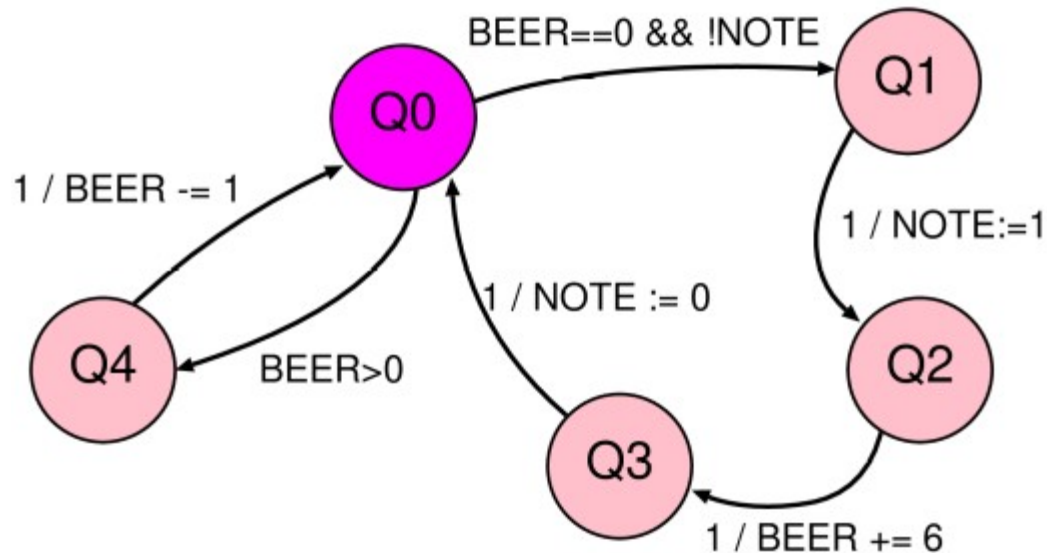 BEER==0 && !NOTE
Q0
Q1
1 / BEER -= 1
1 / NOTE:=1
1 / NOTE := 0
Q4
BEER>0
Q2
Q3
1 / BEER += 6